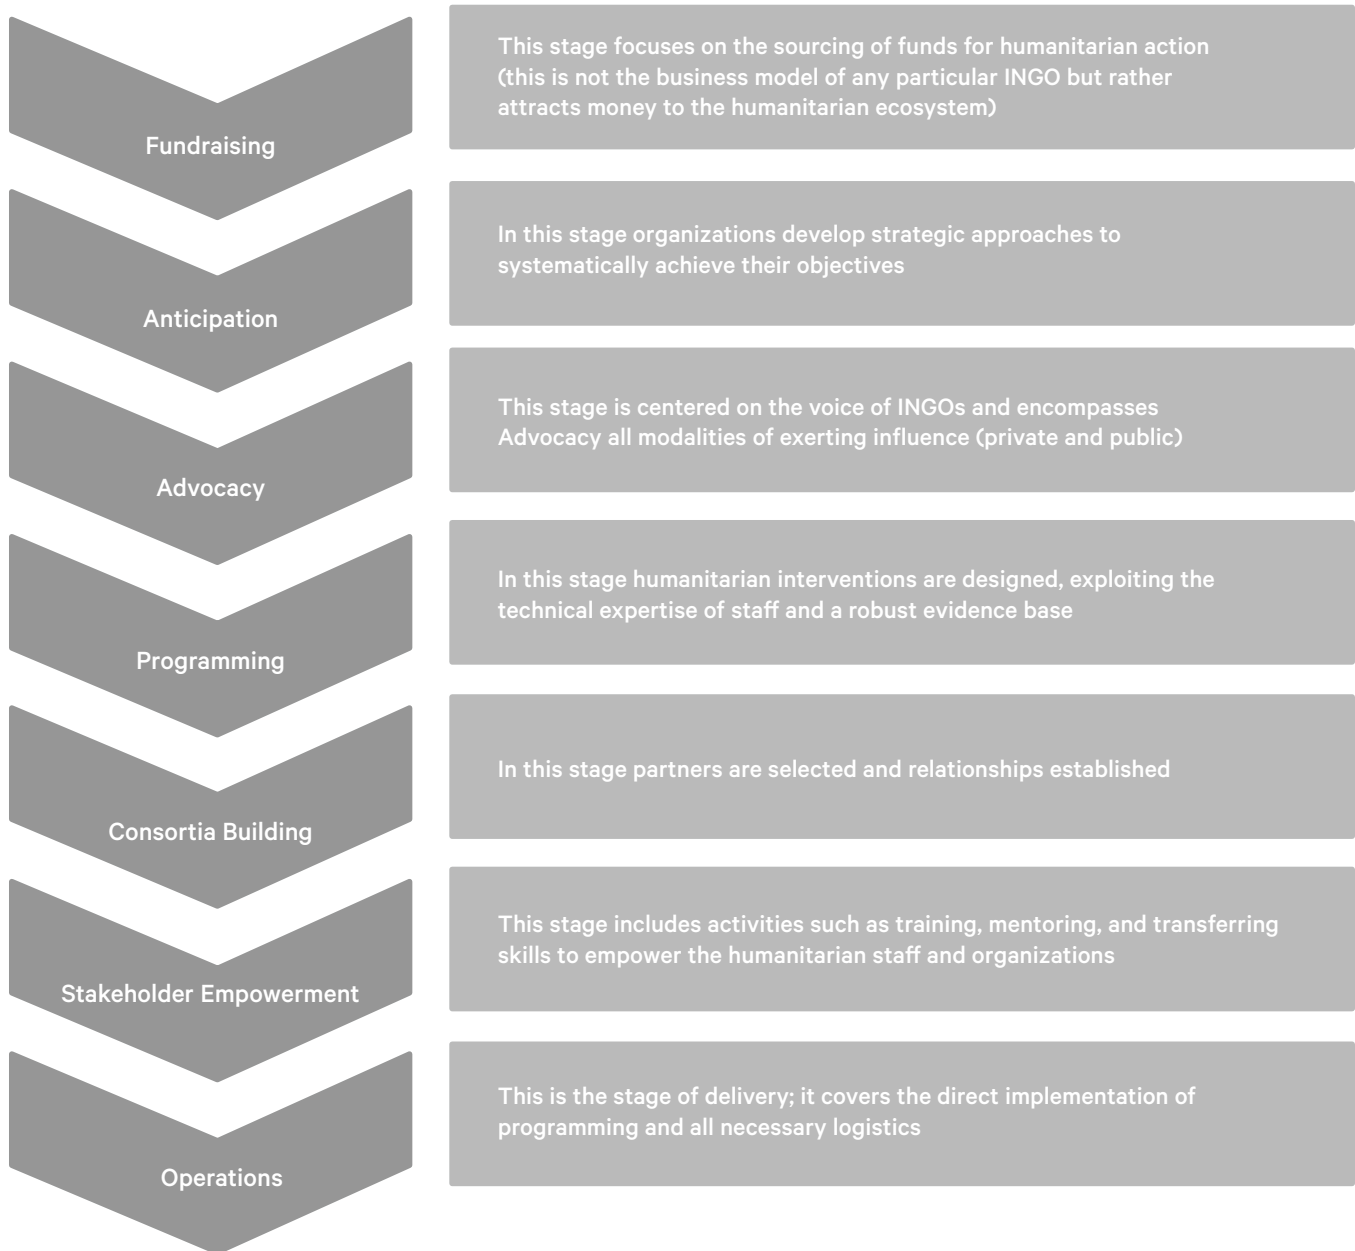 This stage focuses on the sourcing of funds for humanitarian action
(this is not the business model of any particular INGO but rather
attracts money to the humanitarian ecosystem)
Fundraising
In this stage organizations develop strategic approaches to
systematically achieve their objectives
Anticipation
This stage is centered on the voice of INGOs and encompasses
Advocacy all modalities of exerting influence (private and public)
Advocacy
In this stage humanitarian interventions are designed, exploiting the
technical expertise of staff and a robust evidence base
Programming
In this stage partners are selected and relationships established
Consortia Building
This stage includes activities such as training, mentoring, and transferring
skills to empower the humanitarian staff and organizations
Stakeholder Empowerment
This is the stage of delivery; it covers the direct implementation of
programming and all necessary logistics
Operations